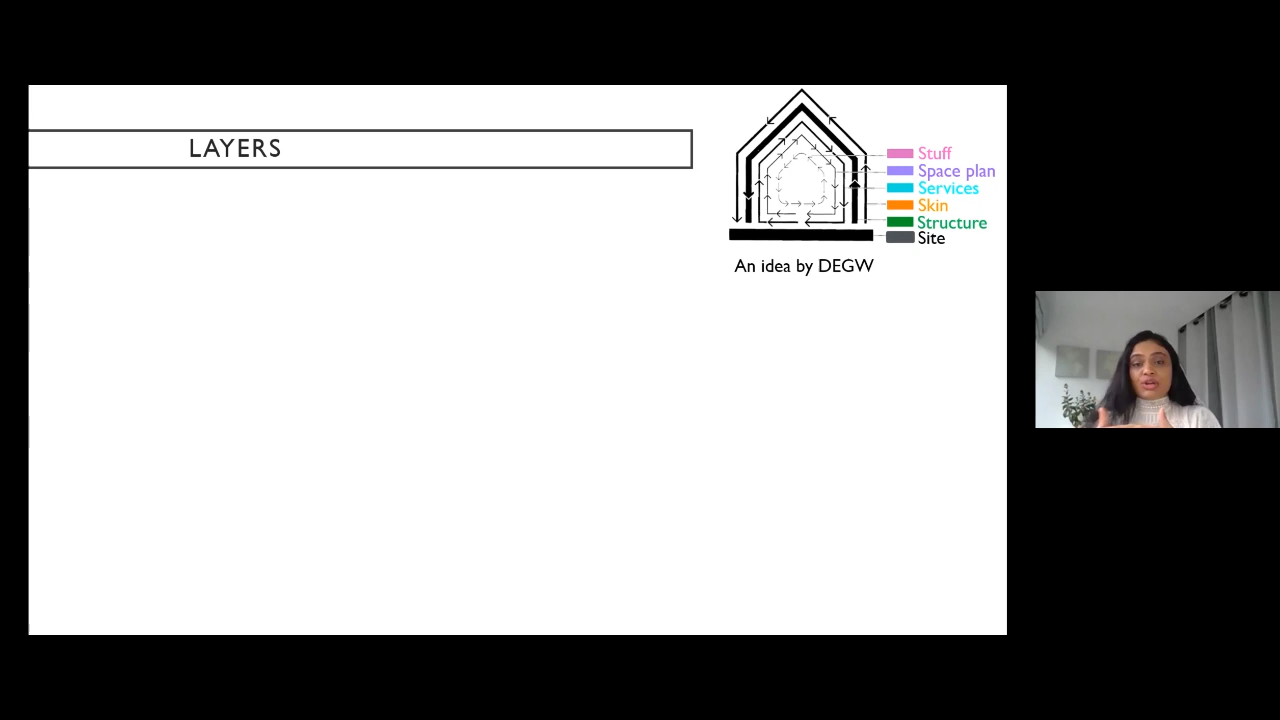 LAYERS
Stuff
Space plan
Services
Skin
Structure
Site
An idea by DEGW